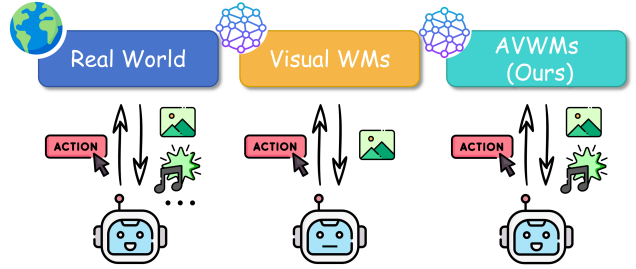 Real World
Visual WMs
AVWMs
(Ours)
ACTION
ACTION
ACTION